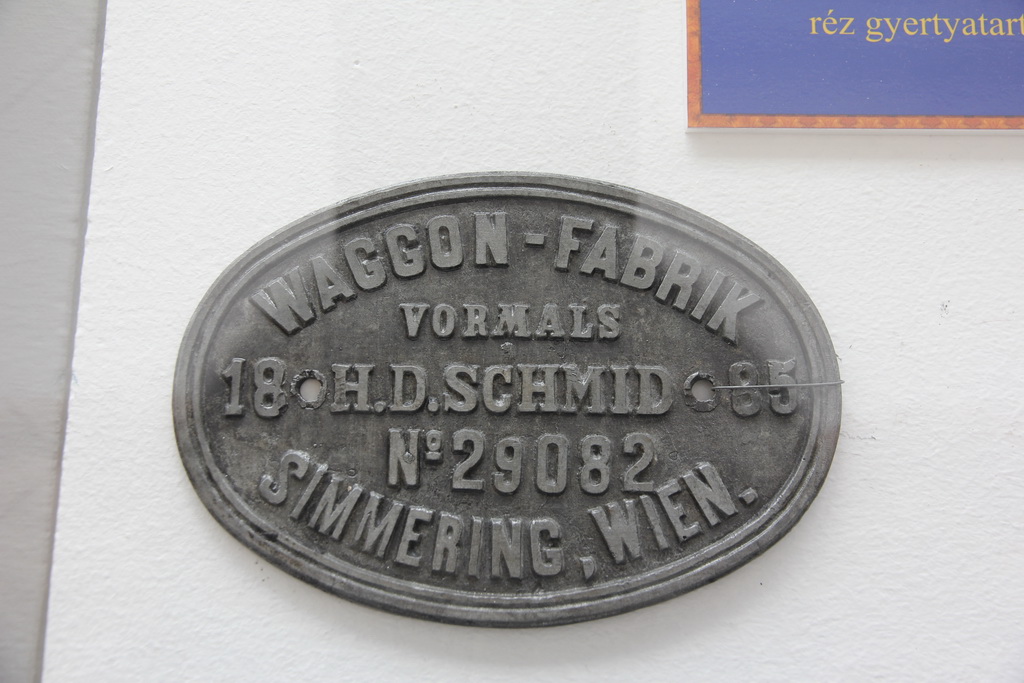 réz gyertyatart
WAGGON-FABRIK
VORMALS
18 H.D.SCHMID 85
Nº 29082
SIMMERING, WIEN.